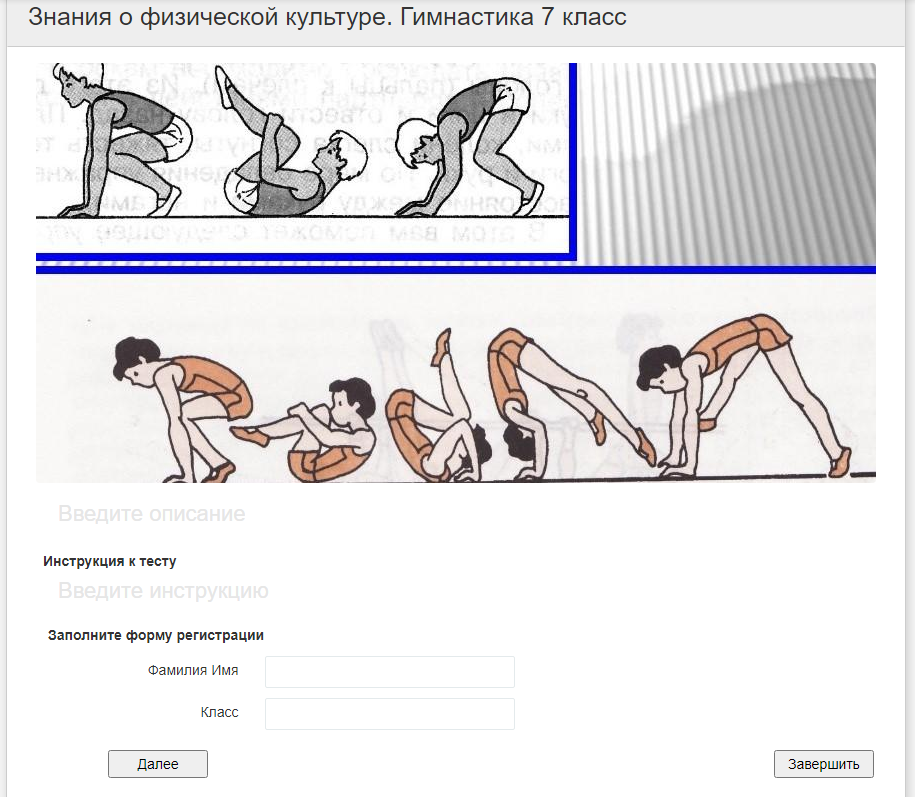 Знания о физической культуре. Гимнастика 7 класс
Введите описание
Инструкция к тесту
Введите инструкцию
Заполните форму регистрации
Фамилия Имя
Класс
Далее
Завершить